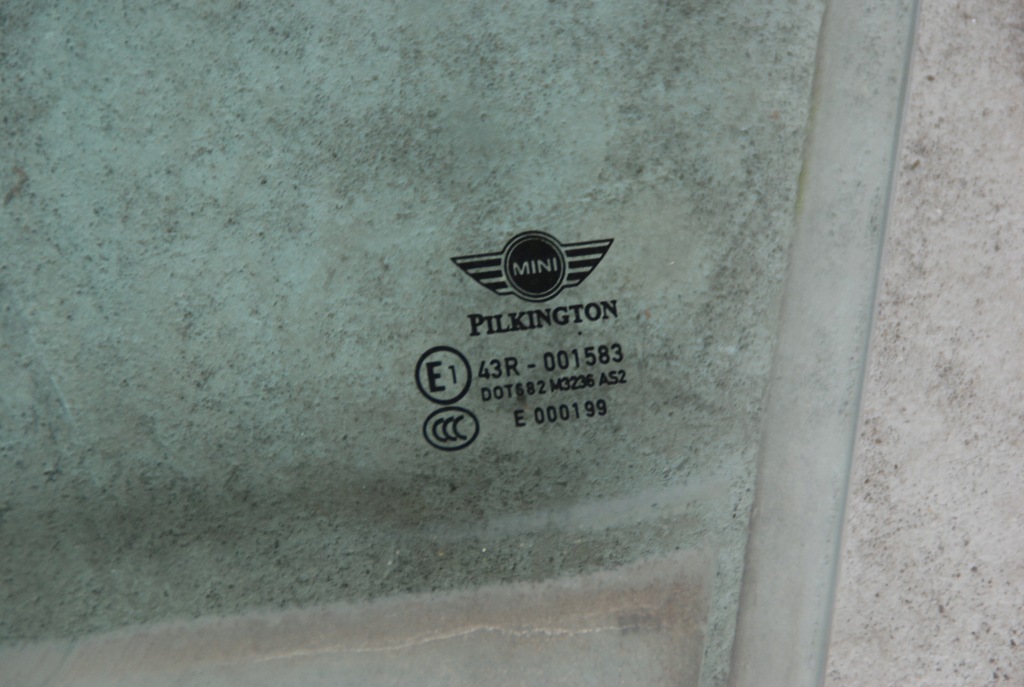 MINI
PILKINGTON
E1 43R - 001583
DOT682 M3236 AS2
CCC E 000199